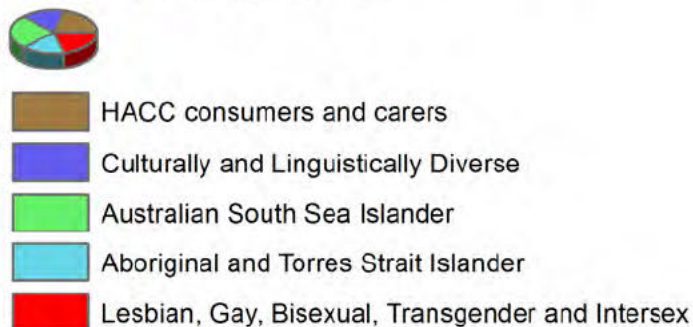 HACC consumers and carers
Culturally and Linguistically Diverse
Australian South Sea Islander
Aboriginal and Torres Strait Islander
Lesbian, Gay, Bisexual, Transgender and Intersex